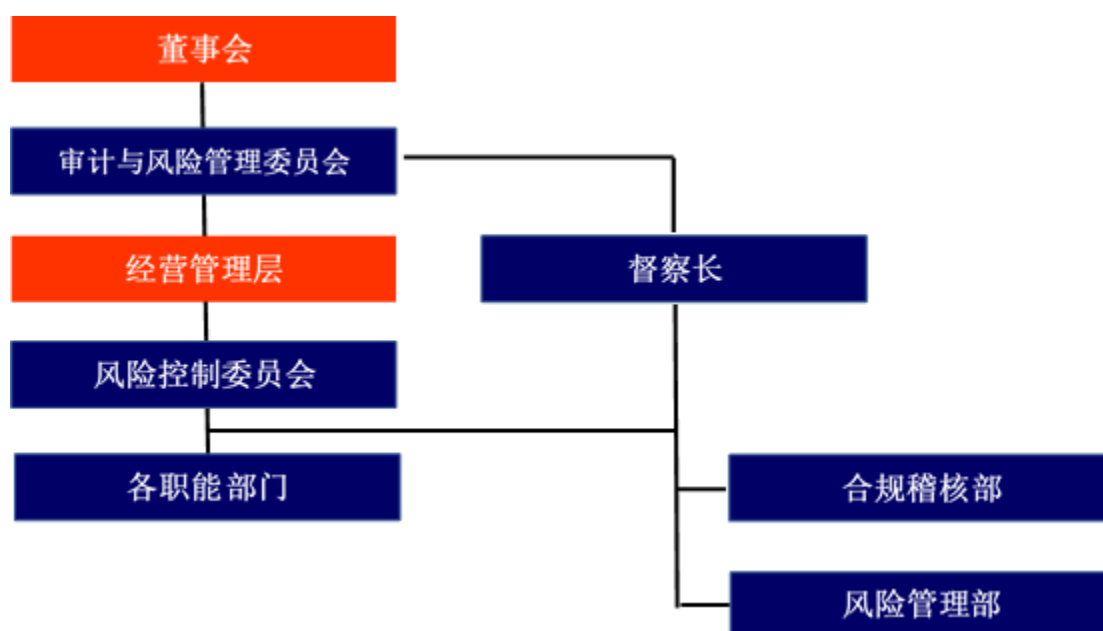 董事会
审计与风险管理委员会
经营管理层
督察长
风险控制委员会
各职能部门
合规稽核部
风险管理部